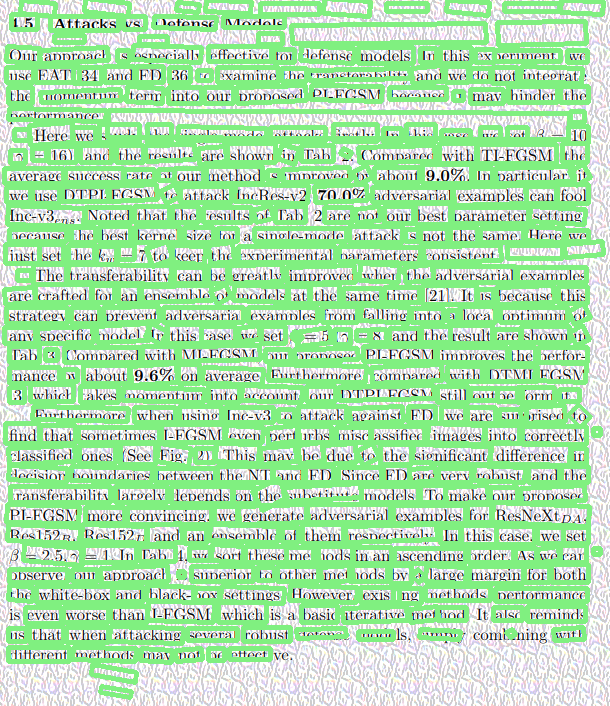 4.5 Attacks vs. Defense Models
Our approach is especially effective for defense models. In this experiment, we
use EAT [34] and FD [36] to examine the transferability, and we do not integrate
the momentum term into our proposed PI-FGSM because it may hinder the
performance.
Here we study the single-model attacks firstly. In this case, we set β = 10
(γ = 16), and the results are shown in Tab. 2. Compared with TI-FGSM, the
average success rate of our method is improved by about 9.0%. In particular, if
we use DTPI-FGSM to attack IncRes-v2, 70.0% adversarial examples can fool
Inc-v3ens. Noted that the results of Tab. 2 are not our best parameter setting
because the best kernel size for a single-mode attack is not the same. Here we
just set the = 7 to keep the experimental parameters consistent.
The transferability can be greatly improved when the adversarial examples
are crafted for an ensemble of models at the same time [21]. It is because this
strategy can prevent adversarial examples from falling into a local optimum of
any specific model. In this case, we set = 5 (γ = 8) and the result are shown in
Tab. 3. Compared with MI-FGSM, our proposed PI-FGSM improves the perfor-
mance by about 9.6% on average. Furthermore, compared with DTMI-FGSM
3 which takes momentum into account, our DTPI-FGSM still outperform it.
Furthermore, when using Inc-v3 to attack against FD, we are surprised to
find that sometimes I-FGSM even perturbs misclassified images into correctly
classified ones (See Fig. 2). This may be due to the significant difference in
decision boundaries between the NT and FD. Since FD are very robust, and the
transferability largely depends on the substitute models. To make our proposed
PI-FGSM more convincing, we generate adversarial examples for ResNeXtDA,
Res152B, Res152D and an ensemble of them respectively. In this case, we set
β = 2.5, γ = 1. In Tab. 4, we sort these methods in an ascending order. As we can
observe, our approach is superior to other methods by a large margin for both
the white-box and black-box settings. However, existing methods performance
is even worse than I-FGSM, which is a basic iterative method. It also reminds
us that when attacking several robust defense models, simply combining with
different methods may not be effective.